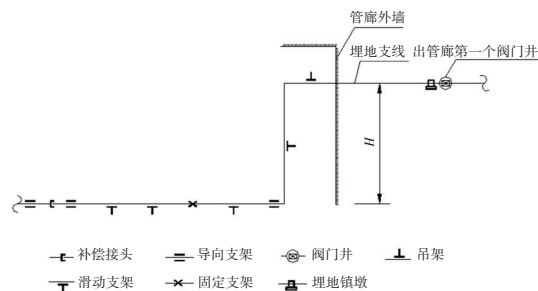 管廊外墙
埋地支线 出管廊第一个阀门井
H
补偿接头 导向支架 阀门井 吊架
滑动支架 固定支架 埋地镇墩